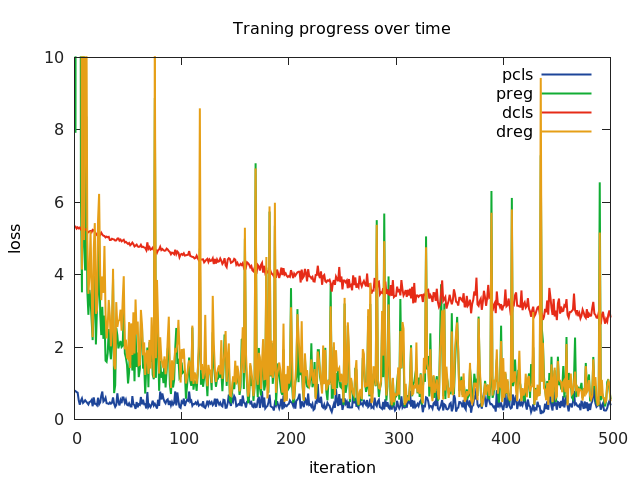 Traning progress over time
10
8
6
4
2
0
loss
pcls
preg
dcls
dreg
0 100 200 300 400 500
iteration